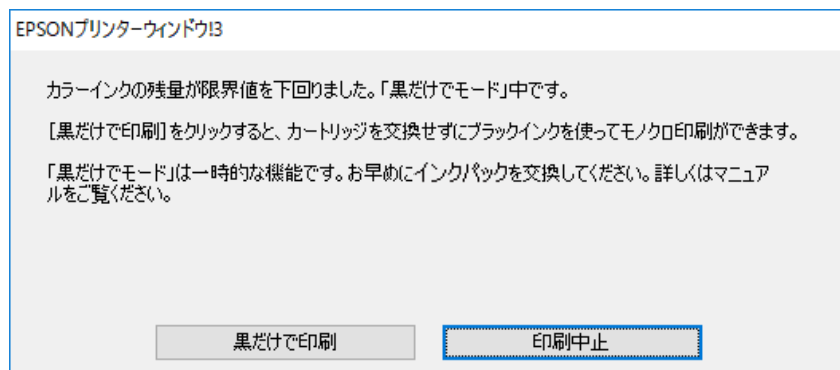 EPSONプリンターウィンドウ!3
カラーインクの残量が限界値を下回りました。「黒だけでモード」中です。
[黒だけで印刷]をクリックすると、カートリッジを交換せずにブラックインクを使ってモノクロ印刷ができます。
「黒だけでモード」は一時的な機能です。お早めにインクパックを交換してください。詳しくはマニュア
ルをご覧ください。
黒だけで印刷
印刷中止